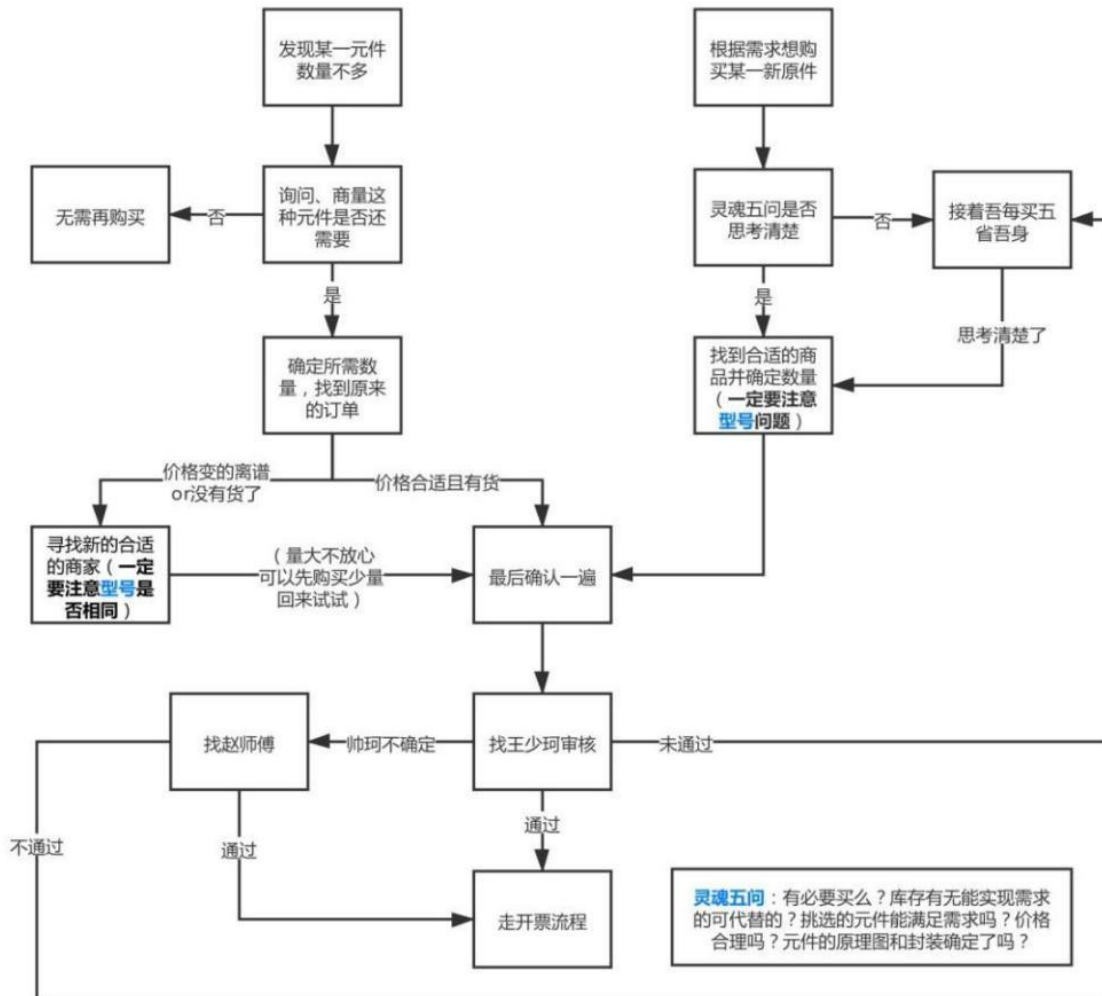 发现某一元件
数量不多
根据需求想购
买某一新原件
无需再购买
否
询问、商量这
种元件是否还
需要
灵魂五问是否
思考清楚
否
接着吾每买五
省吾身
是
是
思考清楚了
确定所需数
量，找到原来
的订单
找到合适的商
品并确定数量
（一定要注意
型号问题）
价格变的离谱
or没有货了
价格合适且有货
寻找新的合适
的商家（一定
要注意型号是
否相同）
（量大不放心
可以先购买少量
回来试试）
最后确认一遍
找赵师傅
帅珂不确定
找王少珂审核
未通过
不通过
通过
通过
走开票流程
灵魂五问：有必要买么？库存有无能实现需求
的可代替的？挑选的元件能满足需求吗？价格
合理吗？元件的原理图和封装确定了吗？